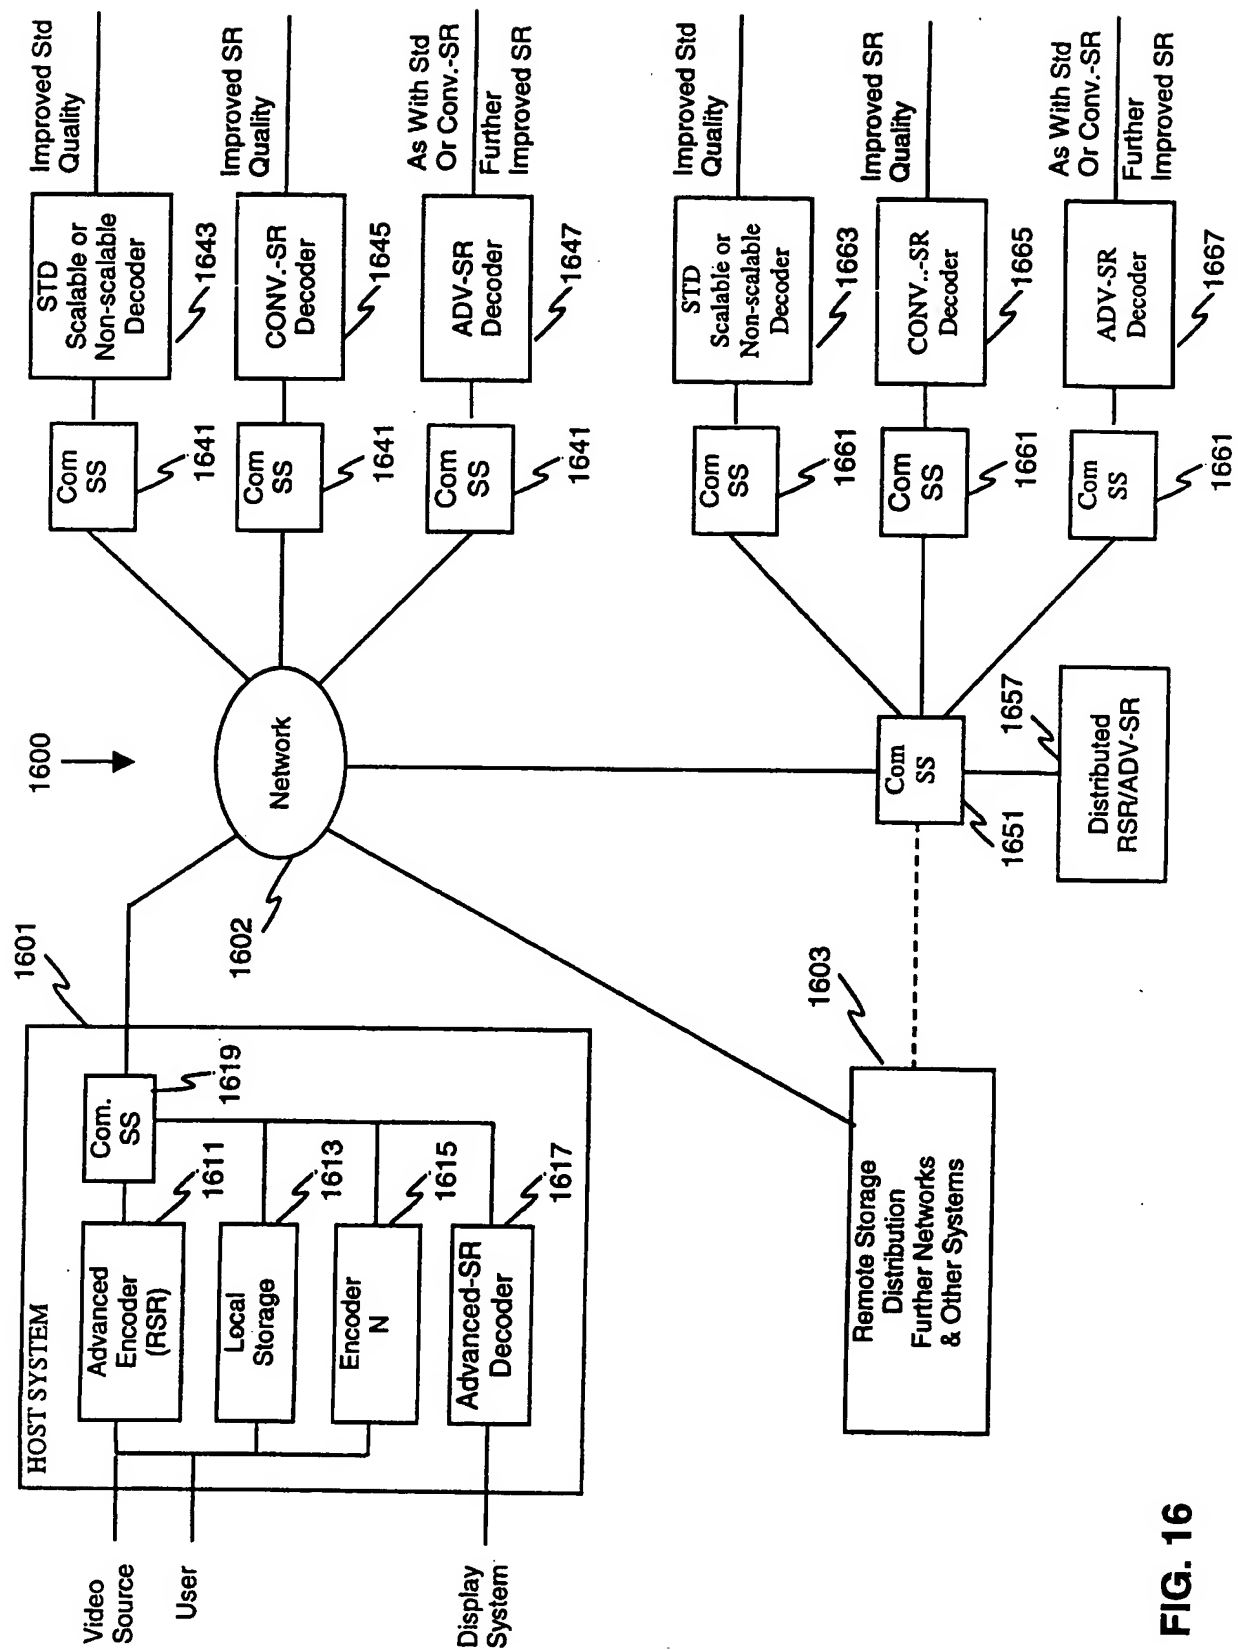 1600
HOST SYSTEM
1601
Video
Source
User
Display
System
Advanced
Encoder
(RSR)
1611
Com.
SS
1619
Local
Storage
1613
Encoder
N
1615
Advanced-SR
Decoder
1617
Network
1602
Com
SS
1641
STD
Scalable or
Non-scalable
Decoder
1643
Improved Std
Quality
Com
SS
1641
CONV.-SR
Decoder
1645
Improved SR
Quality
Com
SS
1641
ADV-SR
Decoder
1647
As With Std
Or Conv.-SR
Further
Improved SR
Remote Storage
Distribution
Further Networks
& Other Systems
1603
Com
SS
1651
Distributed
RSR/ADV-SR
1657
Com
SS
1661
STD
Scalable or
Non-scalable
Decoder
1663
Improved Std
Quality
Com
SS
1661
CONV..-SR
Decoder
1665
Improved SR
Quality
Com
SS
1661
ADV-SR
Decoder
1667
As With Std
Or Conv.-SR
Further
Improved SR
FIG. 16